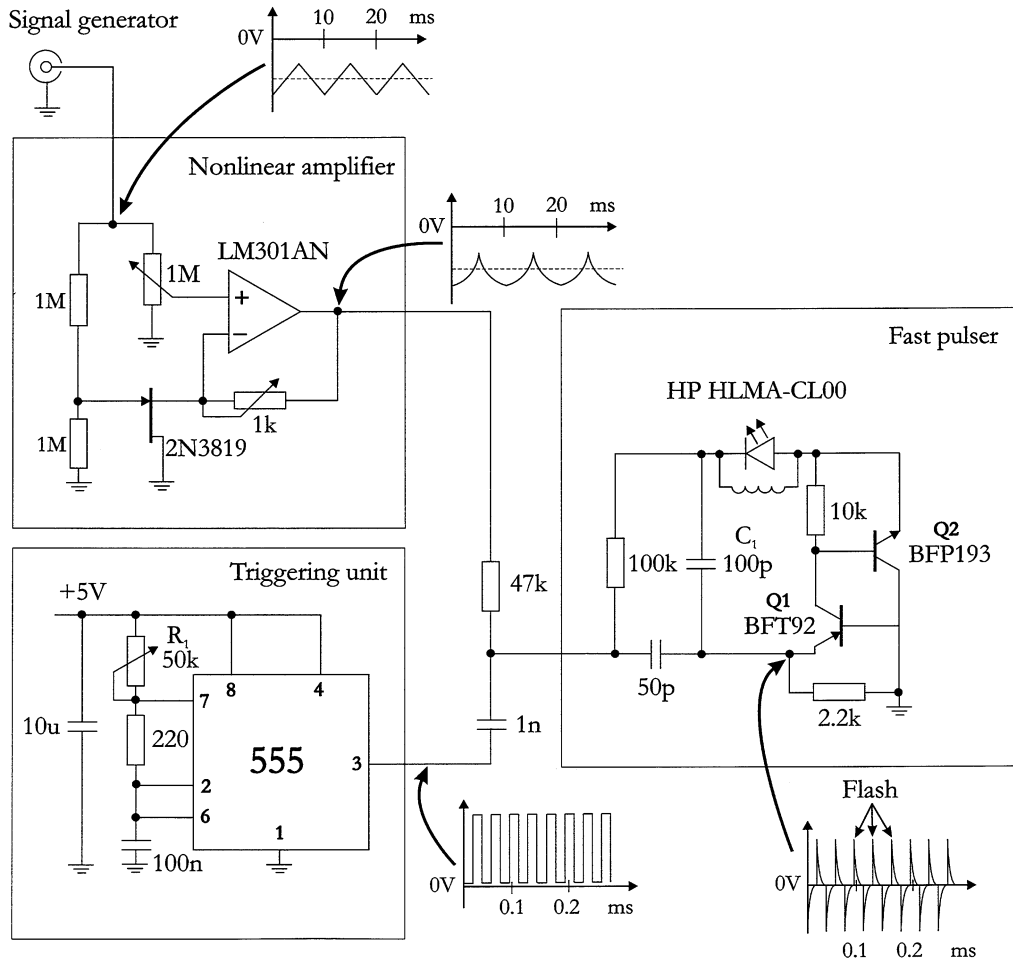 Signal generator
10 20 ms
0V
Nonlinear amplifier
10 20 ms
0V
LM301AN
1M
1M
+
−
1k
1M
2N3819
Fast pulser
HP HLMA-CL00
10k
Q2
BFP193
C₁
100p
100k
Q1
BFT92
47k
50p
2.2k
1n
Triggering unit
+5V
R₁
50k
8 4
7
10u
220
555
3
2
6
1
100n
0V
0.1 0.2 ms
Flash
0V
0.1 0.2 ms